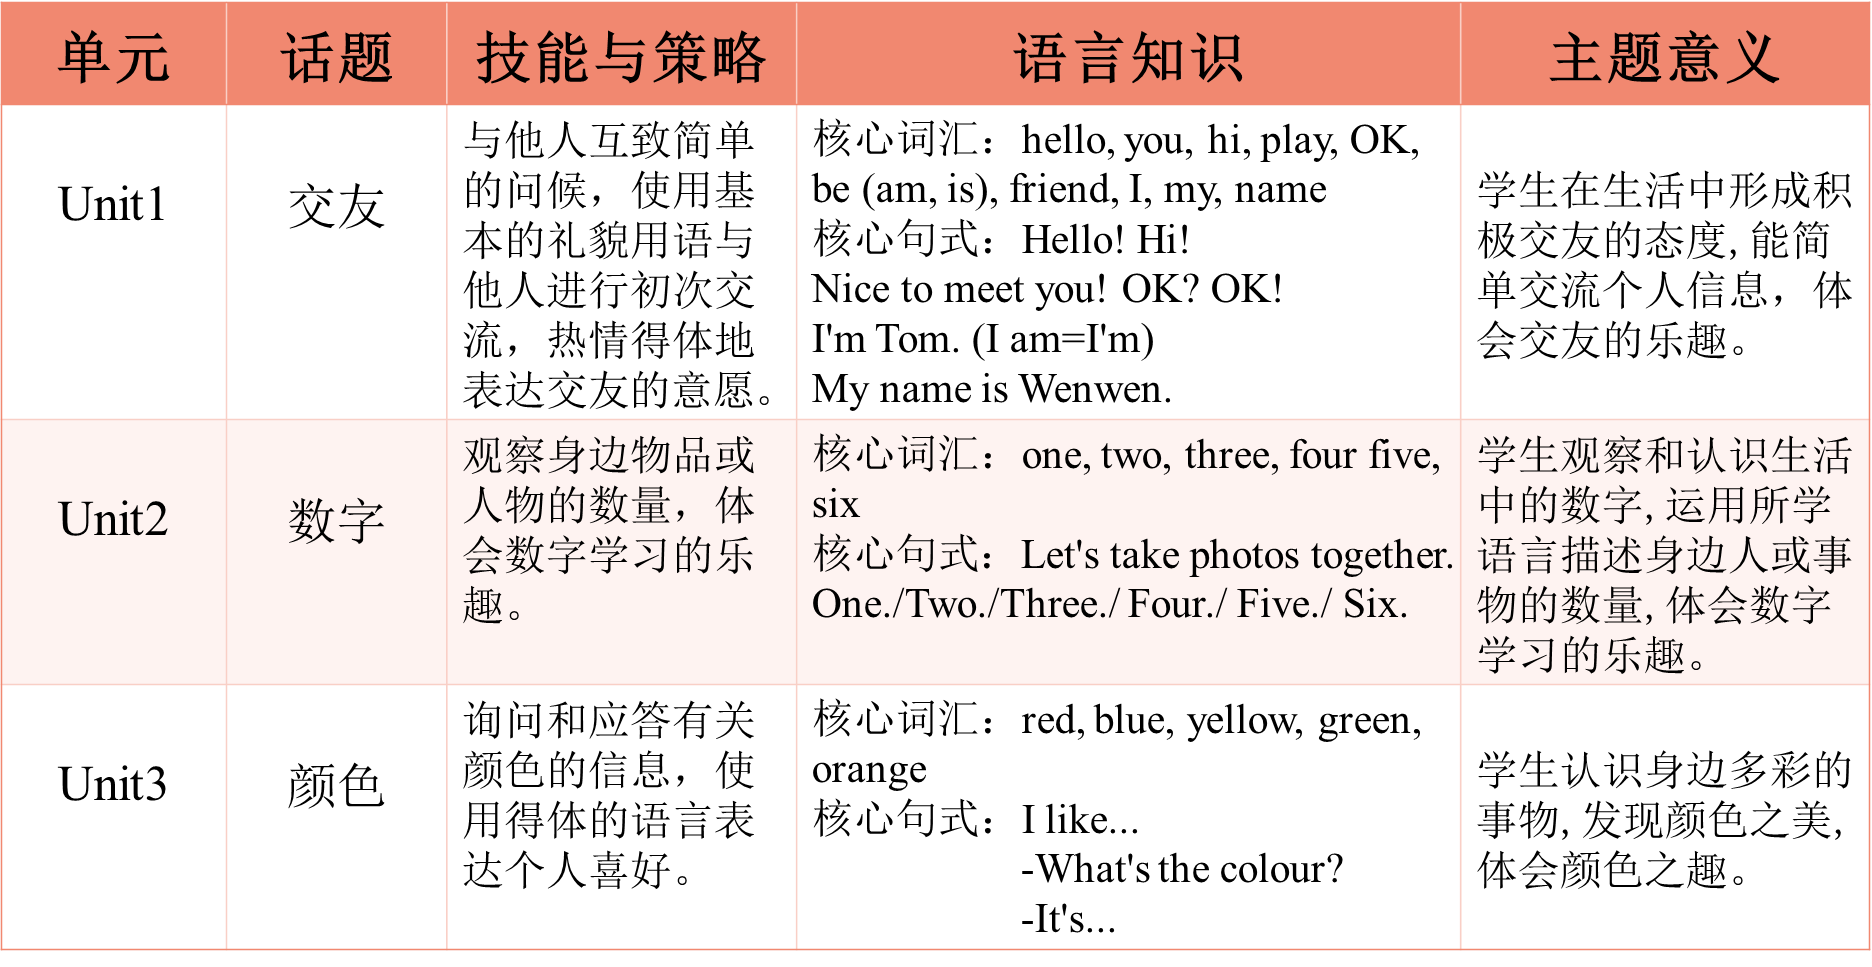 单元 话题 技能与策略 语言知识 主题意义
Unit1
交友
与他人互致简单
的问候，使用基
本的礼貌用语与
他人进行初次交
流，热情得体地
表达交友的意愿。
核心词汇：hello, you, hi, play, OK,
be (am, is), friend, I, my, name
核心句式：Hello! Hi!
Nice to meet you! OK? OK!
I'm Tom. (I am=I'm)
My name is Wenwen.
学生在生活中形成积
极交友的态度, 能简
单交流个人信息，体
会交友的乐趣。
Unit2
数字
观察身边物品或
人物的数量，体
会数字学习的乐
趣。
核心词汇：one, two, three, four five,
six
核心句式：Let's take photos together.
One./Two./Three./ Four./ Five./ Six.
学生观察和认识生活
中的数字, 运用所学
语言描述身边人或事
物的数量, 体会数字
学习的乐趣。
Unit3
颜色
询问和应答有关
颜色的信息，使
用得体的语言表
达个人喜好。
核心词汇：red, blue, yellow, green,
orange
核心句式：I like...
-What's the colour?
-It's...
学生认识身边多彩的
事物, 发现颜色之美,
体会颜色之趣。